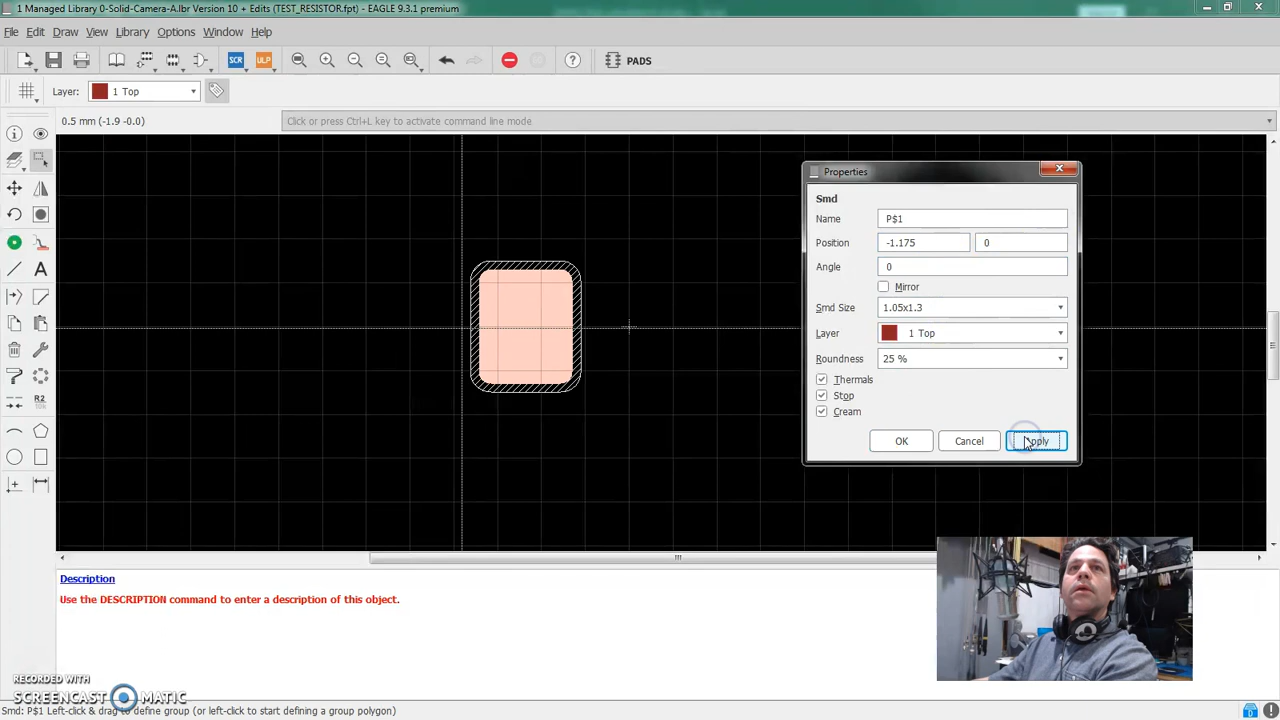 1 Managed Library 0-Solid-Camera-A.lbr Version 10 + Edits (TEST_RESISTOR.fpt) - EAGLE 9.3.1 premium
File Edit Draw View Library Options Window Help
SCR ULP PADS
Layer: 1 Top
0.5 mm (-1.9 -0.0) Click or press Ctrl+L key to activate command line mode
Properties
Smd
Name P$1
Position -1.175 0
Angle 0
Mirror
Smd Size 1.05x1.3
Layer 1 Top
Roundness 25 %
Thermals
Stop
Cream
OK Cancel Apply
R2
10k
Description
Use the DESCRIPTION command to enter a description of this object.
RECORDED WITH
SCREENCAST MATIC
Smd: P$1 Left-click & drag to define group (or left-click to start defining a group polygon)